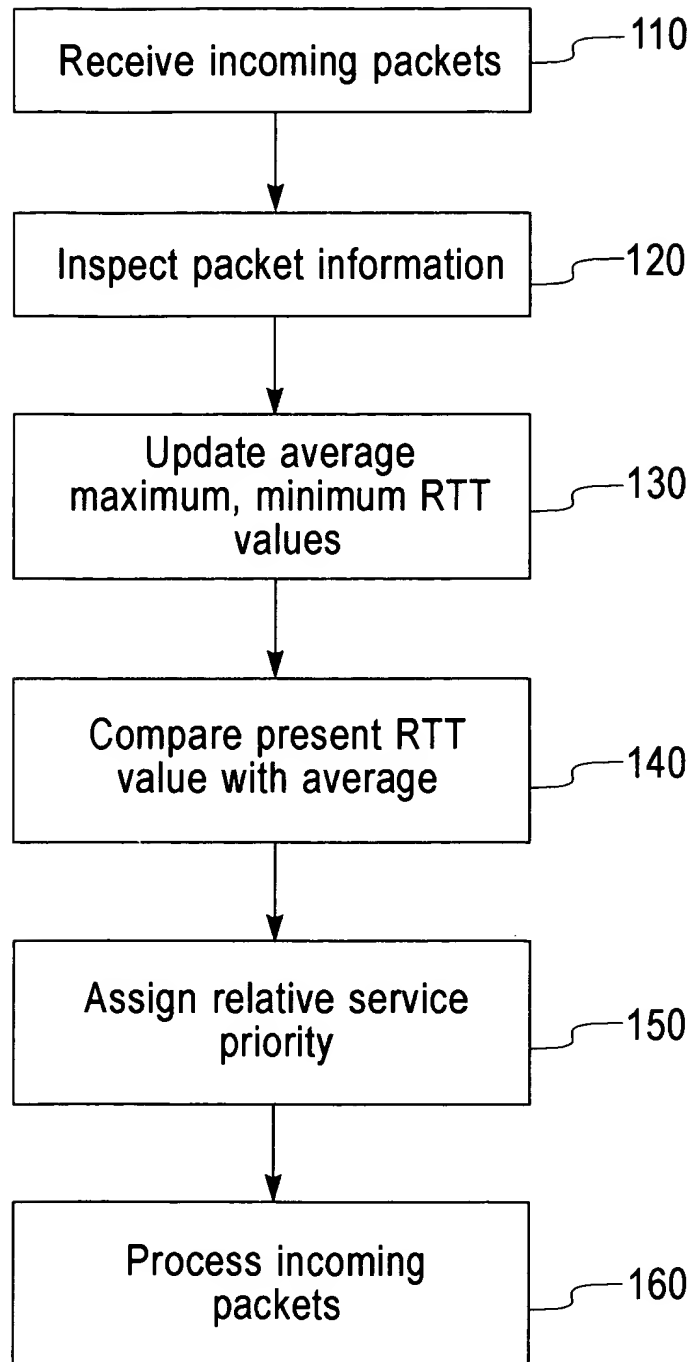 Receive incoming packets
110
Inspect packet information
120
Update average
maximum, minimum RTT
values
130
Compare present RTT
value with average
140
Assign relative service
priority
150
Process incoming
packets
160